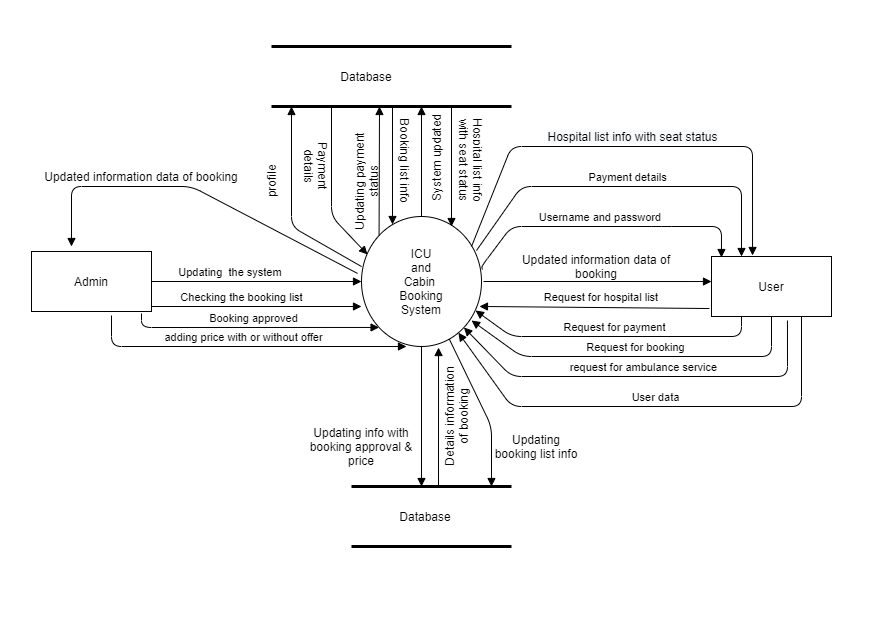 Database
profile
Payment
details
Updating payment
status
Booking list info
System updated
Hospital list info
with seat status
Hospital list info with seat status
Updated information data of booking
Payment details
Username and password
Admin
ICU
and
Cabin
Booking
System
Updated information data of
booking
User
Updating  the system
Checking the booking list
Booking approved
adding price with or without offer
Request for hospital list
Request for payment
Request for booking
request for ambulance service
User data
Updating info with
booking approval &
price
Details information
of booking
Updating
booking list info
Database